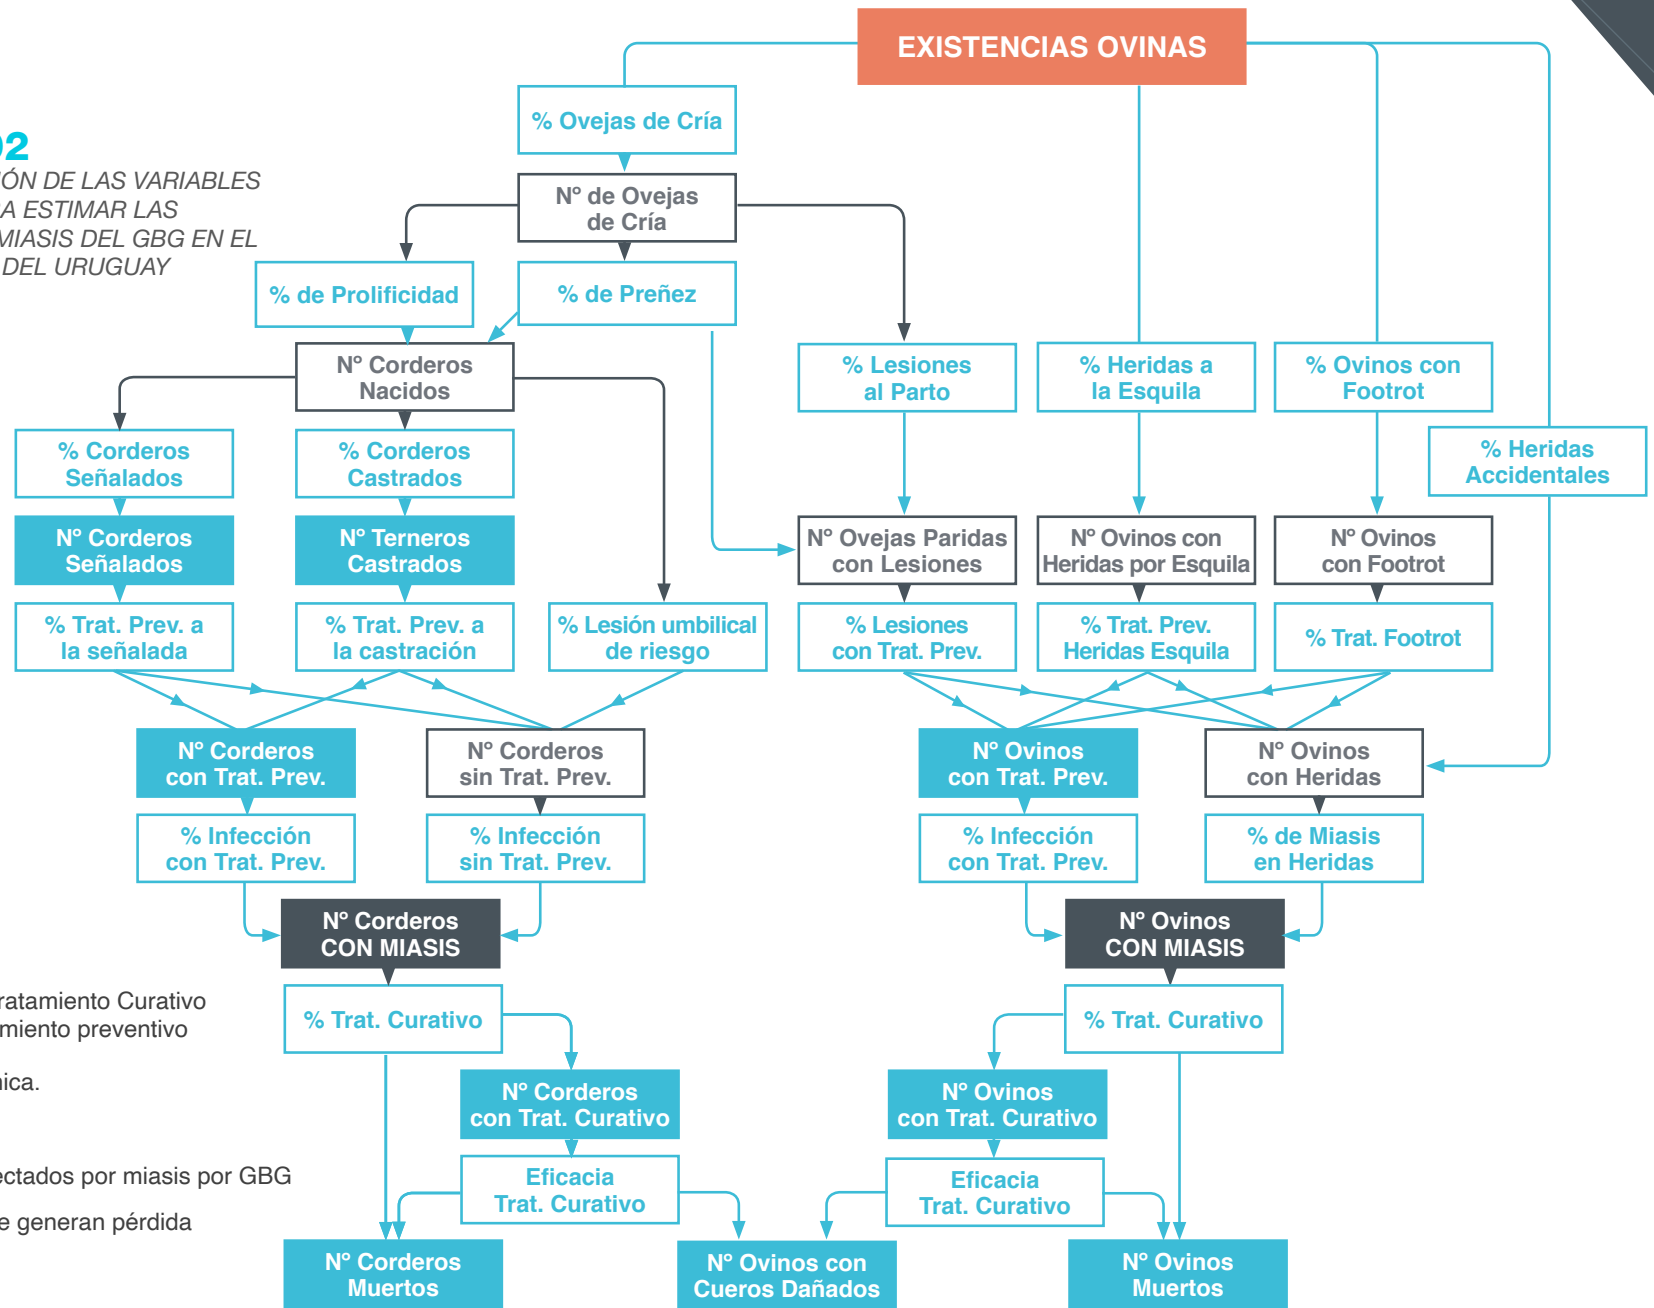 EXISTENCIAS OVINAS
% Ovejas de Cría
02
IÓN DE LAS VARIABLES
RA ESTIMAR LAS
MIASIS DEL GBG EN EL
DEL URUGUAY
Nº de Ovejas
de Cría
% de Prolificidad
% de Preñez
Nº Corderos
Nacidos
% Lesiones
al Parto
% Heridas a
la Esquila
% Ovinos con
Footrot
% Heridas
Accidentales
% Corderos
Señalados
% Corderos
Castrados
Nº Corderos
Señalados
Nº Terneros
Castrados
Nº Ovejas Paridas
con Lesiones
Nº Ovinos con
Heridas por Esquila
Nº Ovinos
con Footrot
% Trat. Prev. a
la señalada
% Trat. Prev. a
la castración
% Lesión umbilical
de riesgo
% Lesiones
con Trat. Prev.
% Trat. Prev.
Heridas Esquila
% Trat. Footrot
Nº Corderos
con Trat. Prev.
Nº Corderos
sin Trat. Prev.
Nº Ovinos
con Trat. Prev.
Nº Ovinos
con Heridas
% Infección
con Trat. Prev.
% Infección
sin Trat. Prev.
% Infección
con Trat. Prev.
% de Miasis
en Heridas
Nº Corderos
CON MIASIS
Nº Ovinos
CON MIASIS
ratamiento Curativo
miento preventivo
nica.
ectados por miasis por GBG
e generan pérdida
% Trat. Curativo
% Trat. Curativo
Nº Corderos
con Trat. Curativo
Nº Ovinos
con Trat. Curativo
Eficacia
Trat. Curativo
Eficacia
Trat. Curativo
Nº Corderos
Muertos
Nº Ovinos con
Cueros Dañados
Nº Ovinos
Muertos